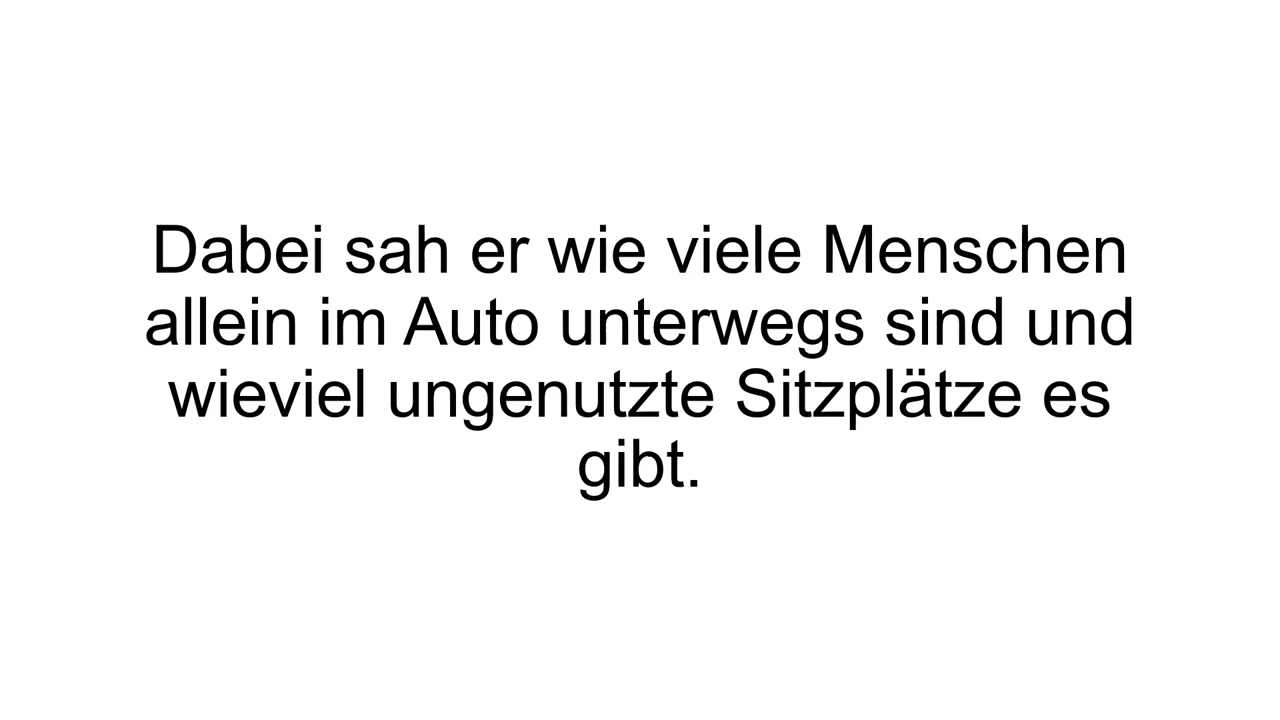 Dabei sah er wie viele Menschen
allein im Auto unterwegs sind und
wieviel ungenutzte Sitzplätze es
gibt.